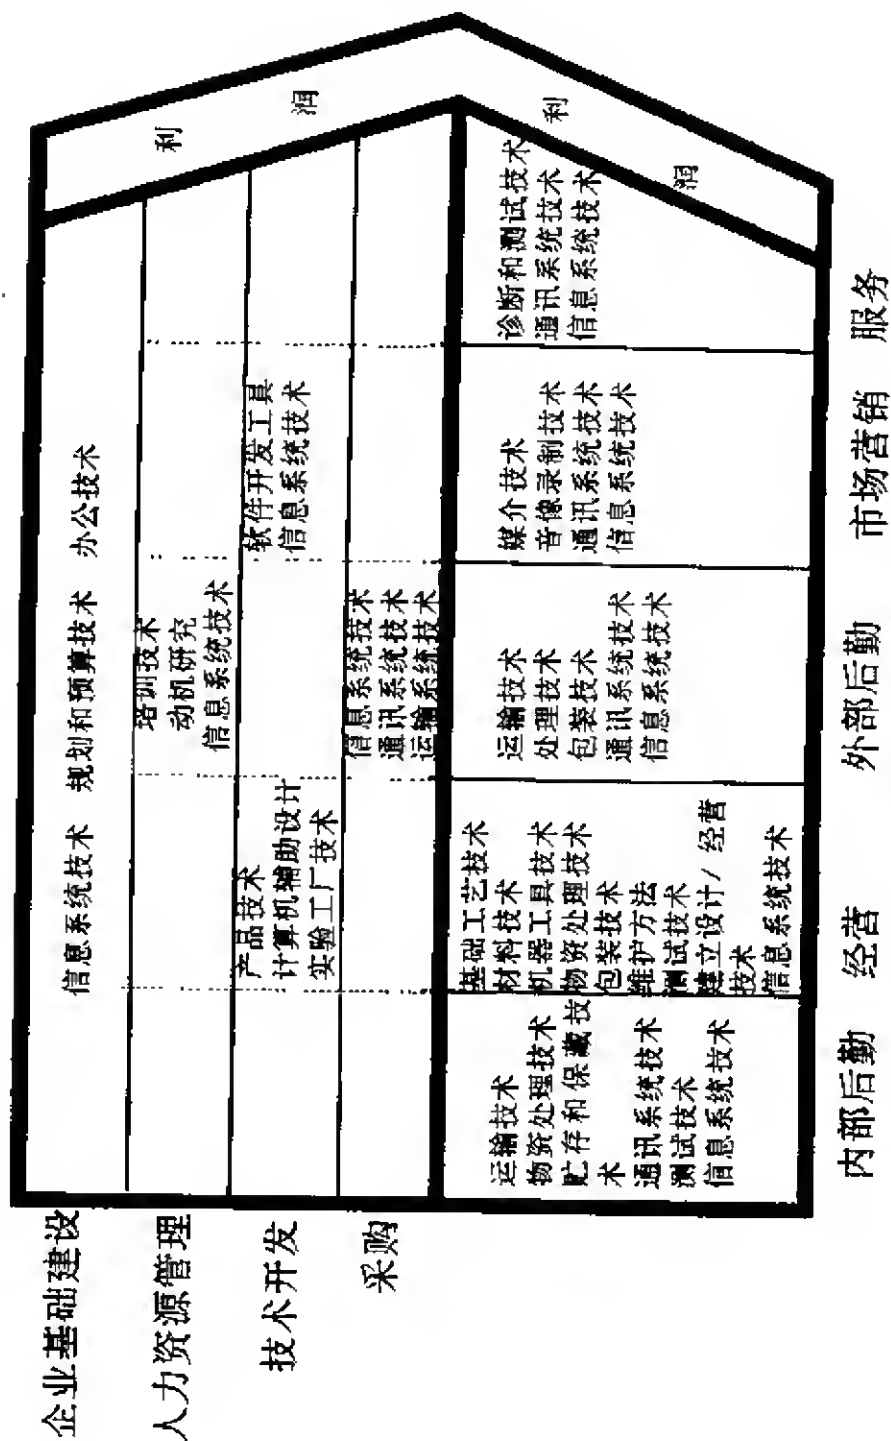 企业基础建设
信息系统技术
规划和预算技术
办公技术
人力资源管理
培训技术
动机研究
信息系统技术
技术开发
产品技术
计算机辅助设计
实验工厂技术
软件开发工具
信息系统技术
采购
信息系统技术
通讯系统技术
运输系统技术
利
润
运输技术
物资处理技术
贮存和保藏技
术
通讯系统技术
测试技术
信息系统技术
基础工艺技术
材料技术
机器工具技术
物资处理技术
包装技术
维护方法
测试技术
建立设计/经营
技术
信息系统技术
运输技术
处理技术
包装技术
通讯系统技术
信息系统技术
媒介技术
音像录制技术
通讯系统技术
信息系统技术
诊断和测试技术
通讯系统技术
信息系统技术
利
润
内部后勤
经营
外部后勤
市场营销
服务